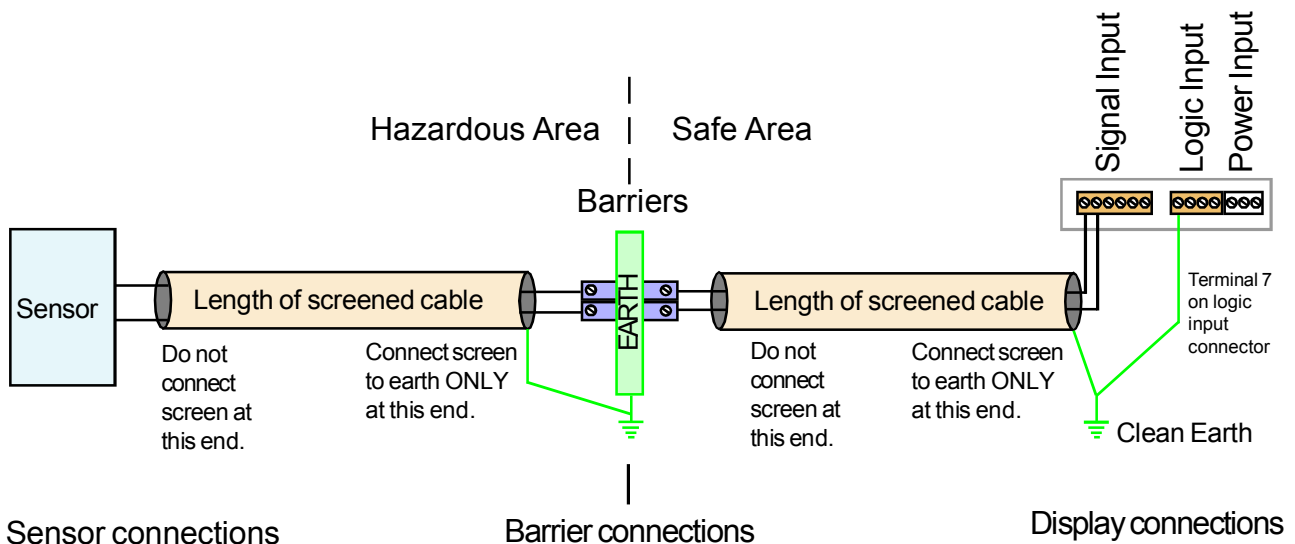 Hazardous Area
Safe Area
Signal Input
Logic Input
Power Input
Barriers
Sensor
Length of screened cable
EARTH
Length of screened cable
Terminal 7
on logic
input
connector
Do not
connect
screen at
this end.
Connect screen
to earth ONLY
at this end.
Do not
connect
screen at
this end.
Connect screen
to earth ONLY
at this end.
Clean Earth
Sensor connections
Barrier connections
Display connections